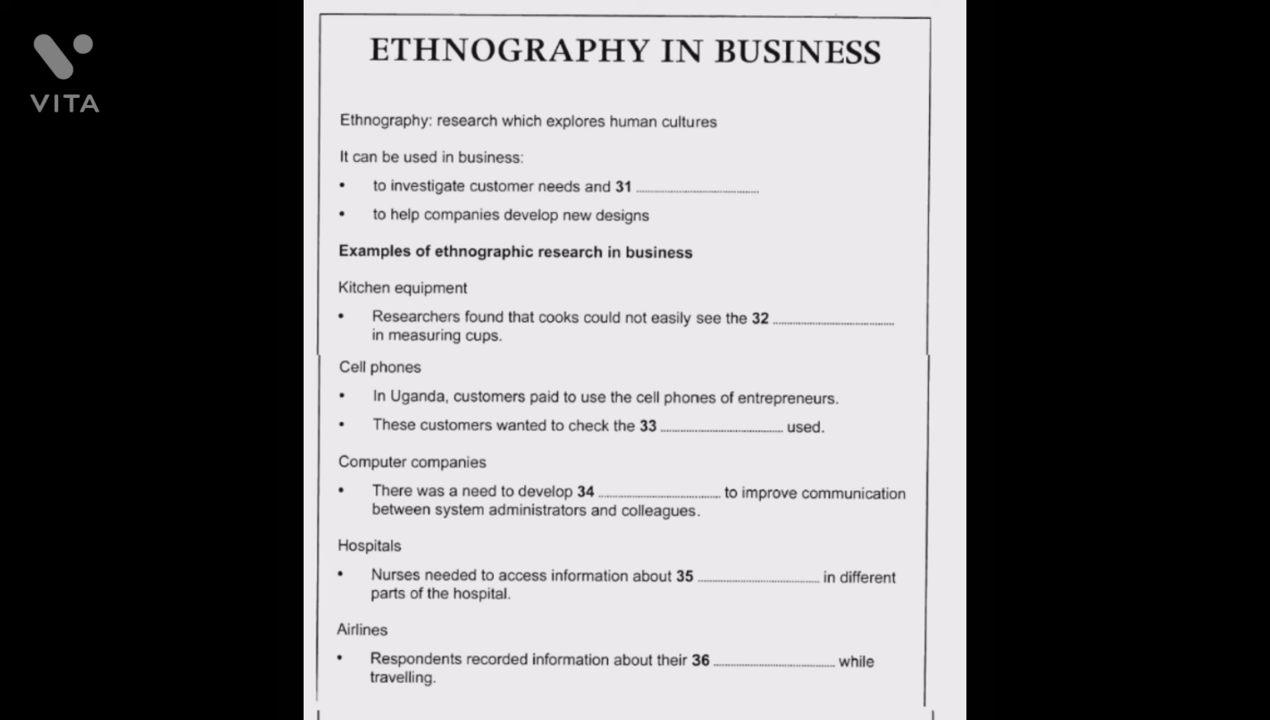 VITA
ETHNOGRAPHY IN BUSINESS
Ethnography: research which explores human cultures
It can be used in business:
• to investigate customer needs and 31 ....................
• to help companies develop new designs
Examples of ethnographic research in business
Kitchen equipment
• Researchers found that cooks could not easily see the 32 ....................
in measuring cups.
Cell phones
• In Uganda, customers paid to use the cell phones of entrepreneurs.
• These customers wanted to check the 33 .................... used.
Computer companies
• There was a need to develop 34 .................... to improve communication
between system administrators and colleagues.
Hospitals
• Nurses needed to access information about 35 .................... in different
parts of the hospital.
Airlines
• Respondents recorded information about their 36 .................... while
travelling.